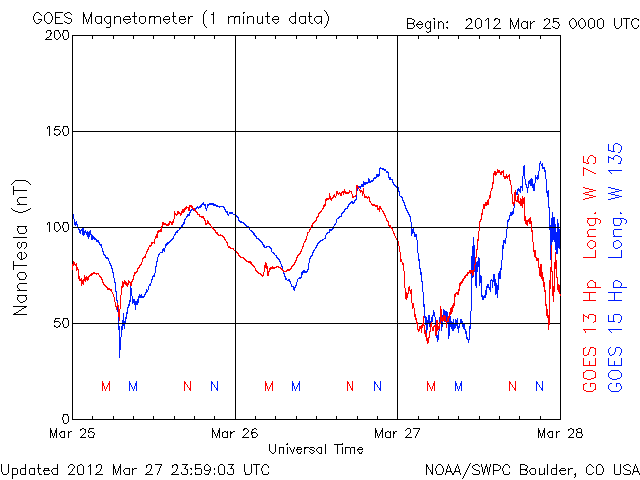 GOES Magnetometer (1 minute data)
Begin: 2012 Mar 25 0000 UTC
200
150
100
50
0
NanoTesla (nT)
M M N N M M N N M M N N
Mar 25 Mar 26 Mar 27 Mar 28
Universal Time
GOES 13 Hp Long. W 75
GOES 15 Hp Long. W 135
Updated 2012 Mar 27 23:59:03 UTC
NOAA/SWPC Boulder, CO USA